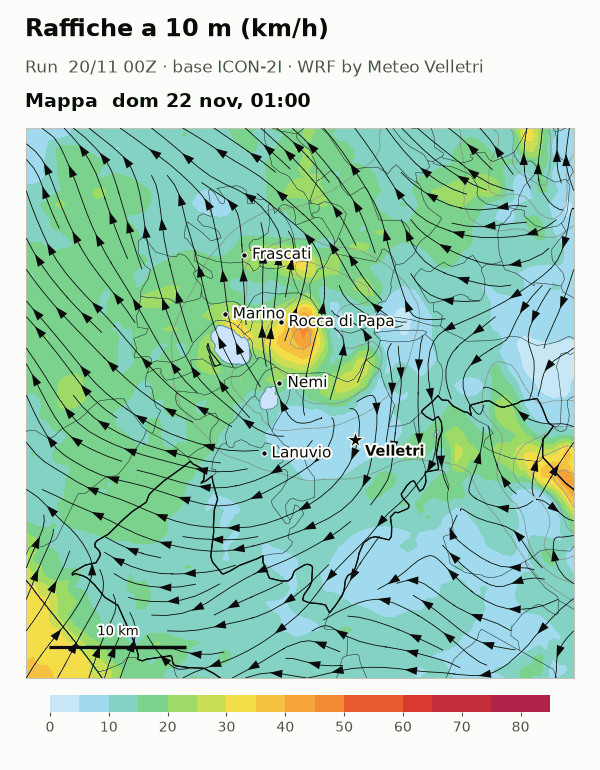 Raffiche a 10 m (km/h)
Run 20/11 00Z · base ICON-2I · WRF by Meteo Velletri
Mappa dom 22 nov, 01:00
Frascati
Marino
Rocca di Papa
Nemi
Velletri
Lanuvio
10 km
0 10 20 30 40 50 60 70 80